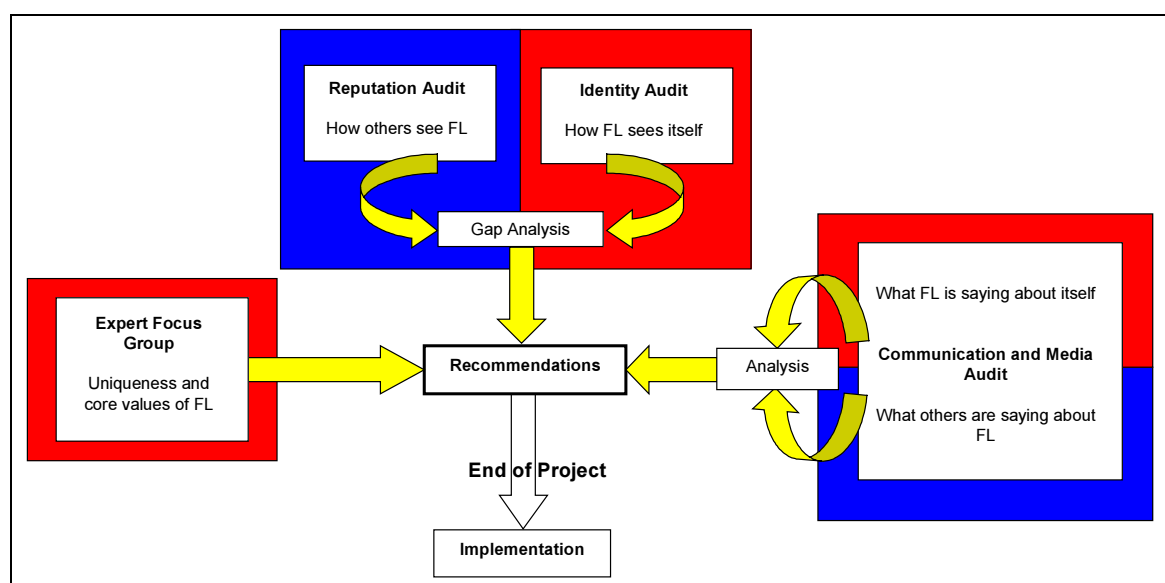 Reputation Audit
How others see FL
Identity Audit
How FL sees itself
Gap Analysis
Expert Focus
Group
Uniqueness and
core values of FL
Recommendations
Analysis
What FL is saying about itself
Communication and Media
Audit
What others are saying about
FL
End of Project
Implementation